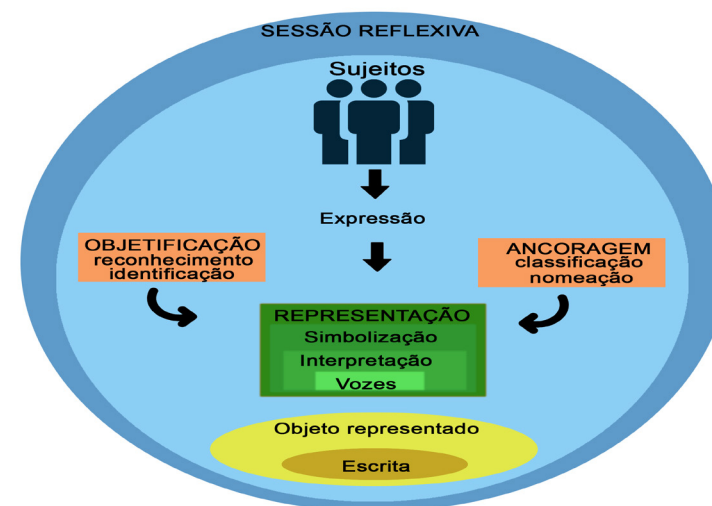 SESSÃO REFLEXIVA
Sujeitos
Expressão
OBJETIFICAÇÃO
reconhecimento
identificação
ANCORAGEM
classificação
nomeação
REPRESENTAÇÃO
Simbolização
Interpretação
Vozes
Objeto representado
Escrita